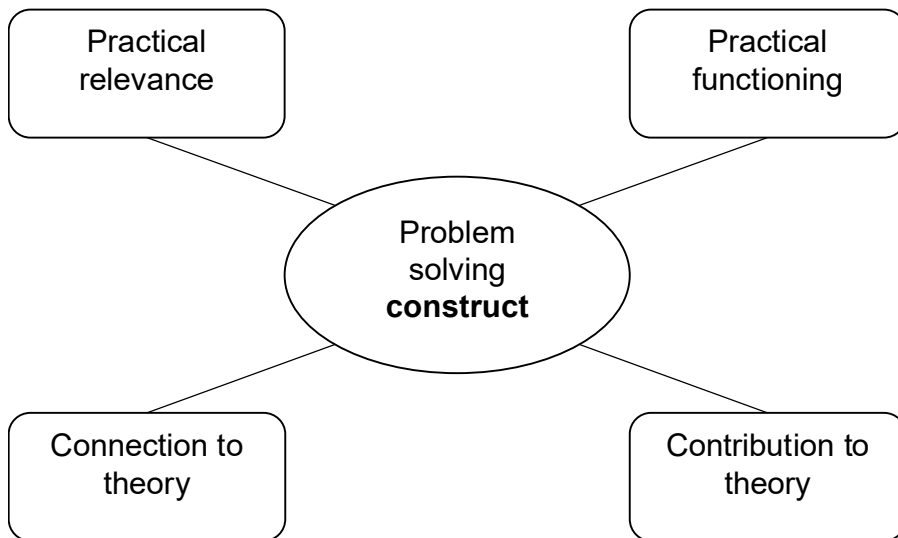 Practical
relevance
Practical
functioning
Problem
solving
construct
Connection to
theory
Contribution to
theory